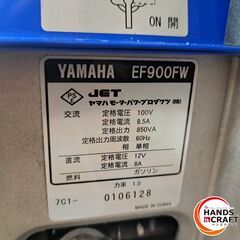 ON 開
YAMAHA EF900FW
PS E
JET
ヤマハモーターパワープロダクツ(株)
交流 定格電圧 100V
定格電流 8.5A
定格出力 850VA
定格出力周波数 60Hz
相 単相
直流 定格電圧 12V
定格電流 8A
燃料 ガソリン
力率 1.0
MADE IN CHINA
7C1- 0106128
HANDS CRAFT